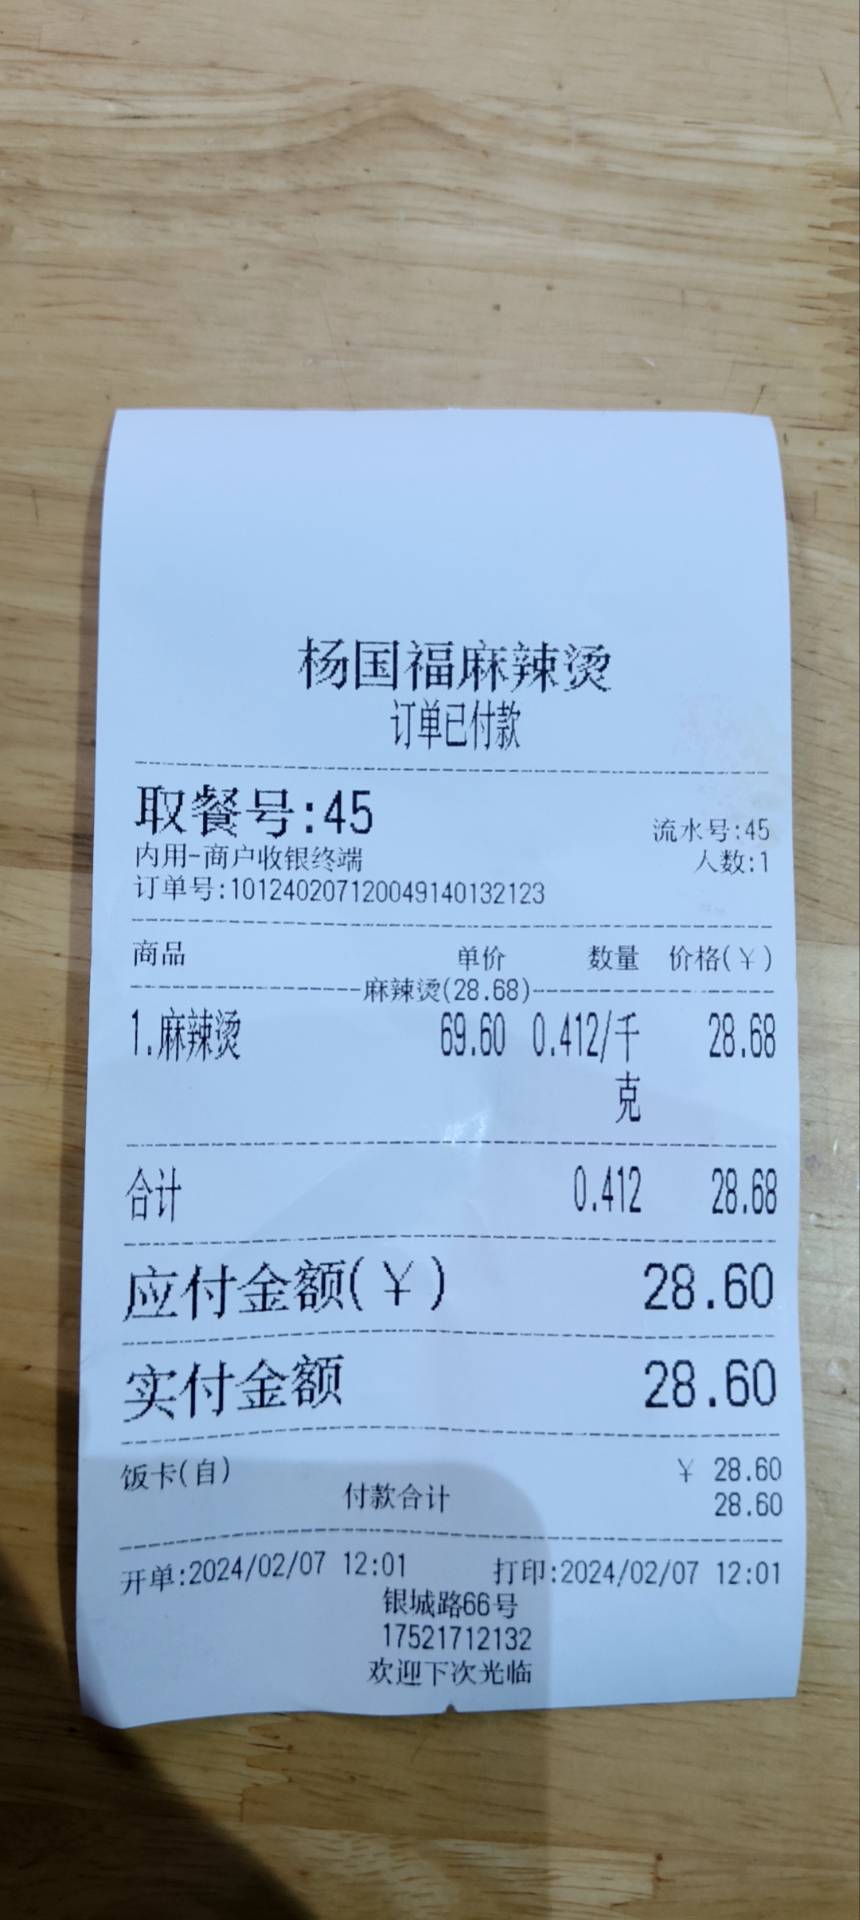 杨国福麻辣烫
订单已付款
取餐号:45
流水号:45
内用-商户收银终端 人数:1
订单号:101240207120049140132123
商品 单价 数量 价格(¥)
麻辣烫(28.68)
1.麻辣烫 69.60 0.412/千克 28.68
合计 0.412 28.68
应付金额(¥) 28.60
实付金额 28.60
饭卡(自) ¥ 28.60
付款合计 28.60
开单:2024/02/07 12:01 打印:2024/02/07 12:01
银城路66号
17521712132
欢迎下次光临